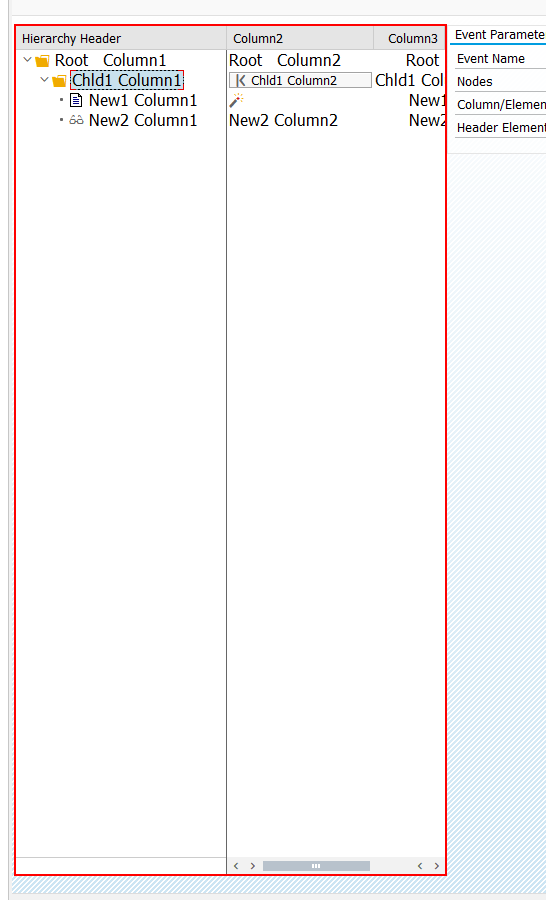 Hierarchy Header Column2 Column3
Root Column1 Root Column2 Root
Chld1 Column1 Chld1 Column2 Chld1 Col
New1 Column1 New1
New2 Column1 New2 Column2 New2
Event Paramete
Event Name
Nodes
Column/Elemen
Header Element